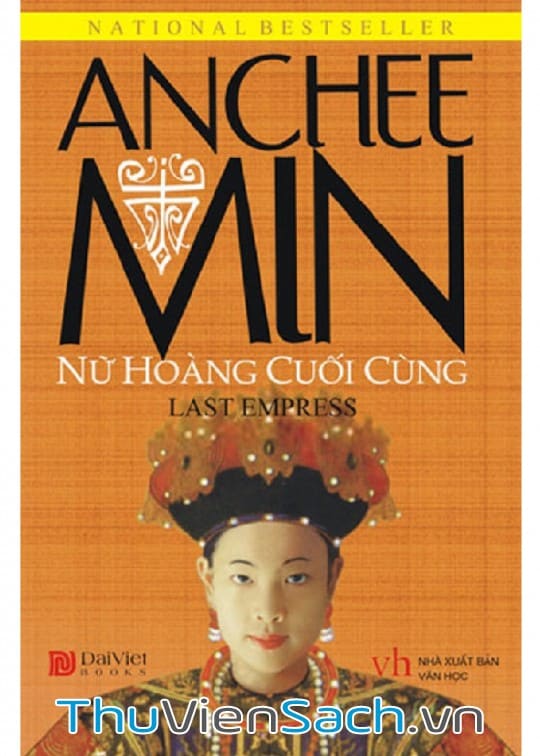 NATIONAL BESTSELLER
ANCHEE
MIN
NỮ HOÀNG CUỐI CÙNG
LAST EMPRESS
DaiViet
BOOKS
vh NHÀ XUẤT BẢN
VĂN HỌC
ThuVienSach.vn